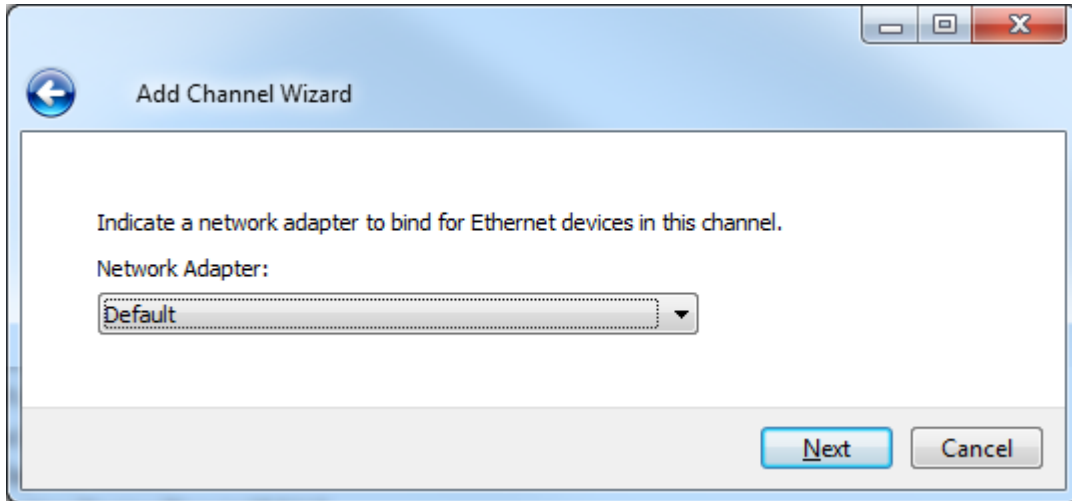 Add Channel Wizard
Indicate a network adapter to bind for Ethernet devices in this channel.
Network Adapter:
Default
Next
Cancel